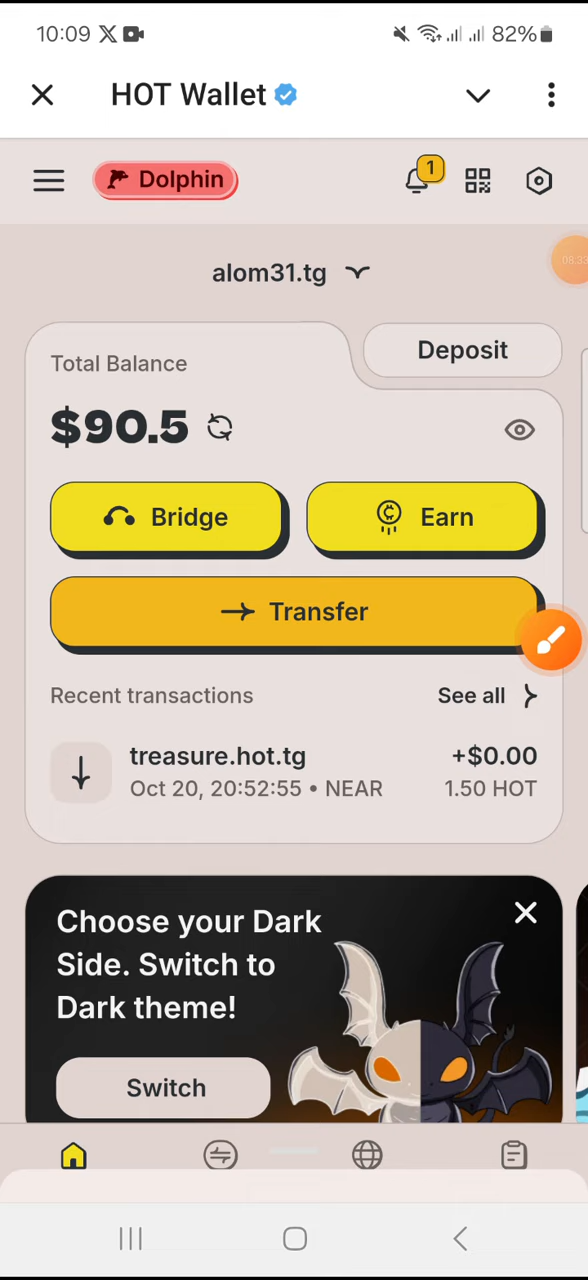 10:09 82%
HOT Wallet
Dolphin 1
08:33
alom31.tg
Total Balance
Deposit
$90.5
Bridge Earn
Transfer
Recent transactions See all
treasure.hot.tg +$0.00
Oct 20, 20:52:55 • NEAR 1.50 HOT
Choose your Dark
Side. Switch to
Dark theme!
Switch